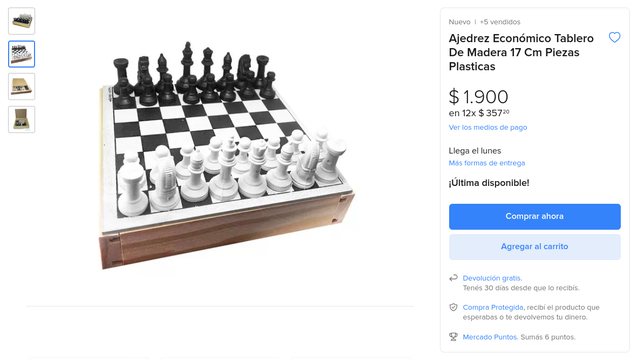 Nuevo | +5 vendidos
Ajedrez Económico Tablero
De Madera 17 Cm Piezas
Plasticas
$ 1.900
en 12x $ 357²⁰
Ver los medios de pago
Llega el lunes
Más formas de entrega
¡Última disponible!
Comprar ahora
Agregar al carrito
Devolución gratis.
Tenés 30 días desde que lo recibís.
Compra Protegida, recibí el producto que
esperabas o te devolvemos tu dinero.
Mercado Puntos. Sumás 6 puntos.